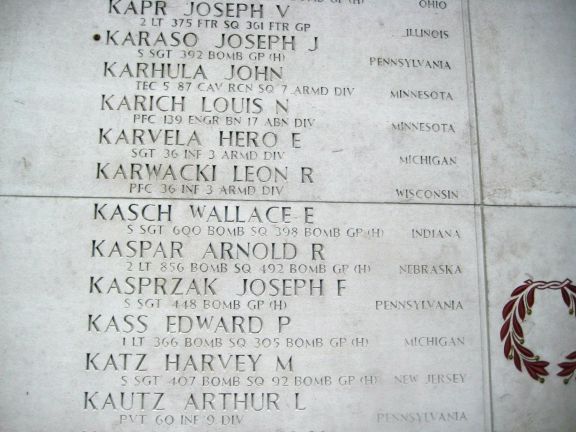 KAPR JOSEPH V
2 LT 375 FTR SQ 361 FTR GP ILLINOIS
OHIO
• KARASO JOSEPH J
S SGT 392 BOMB GP (H) PENNSYLVANIA
KARHULA JOHN
TEC 5 87 CAV RCN SQ 7 ARMD DIV MINNESOTA
KARICH LOUIS N
PFC 139 ENGR BN 17 ABN DIV MINNESOTA
KARVELA HERO E
SGT 36 INF 3 ARMD DIV MICHIGAN
KARWACKI LEON R
PFC 36 INF 3 ARMD DIV WISCONSIN
KASCH WALLACE E
S SGT 600 BOMB SQ 398 BOMB GP (H) INDIANA
KASPAR ARNOLD R
2 LT 856 BOMB SQ 492 BOMB GP (H) NEBRASKA
KASPRZAK JOSEPH F
S SGT 448 BOMB GP (H) PENNSYLVANIA
KASS EDWARD P
1 LT 366 BOMB SQ 305 BOMB GP (H) MICHIGAN
KATZ HARVEY M
S SGT 407 BOMB SQ 92 BOMB GP (H) NEW JERSEY
KAUTZ ARTHUR L
PVT 60 INF 9 DIV PENNSYLVANIA